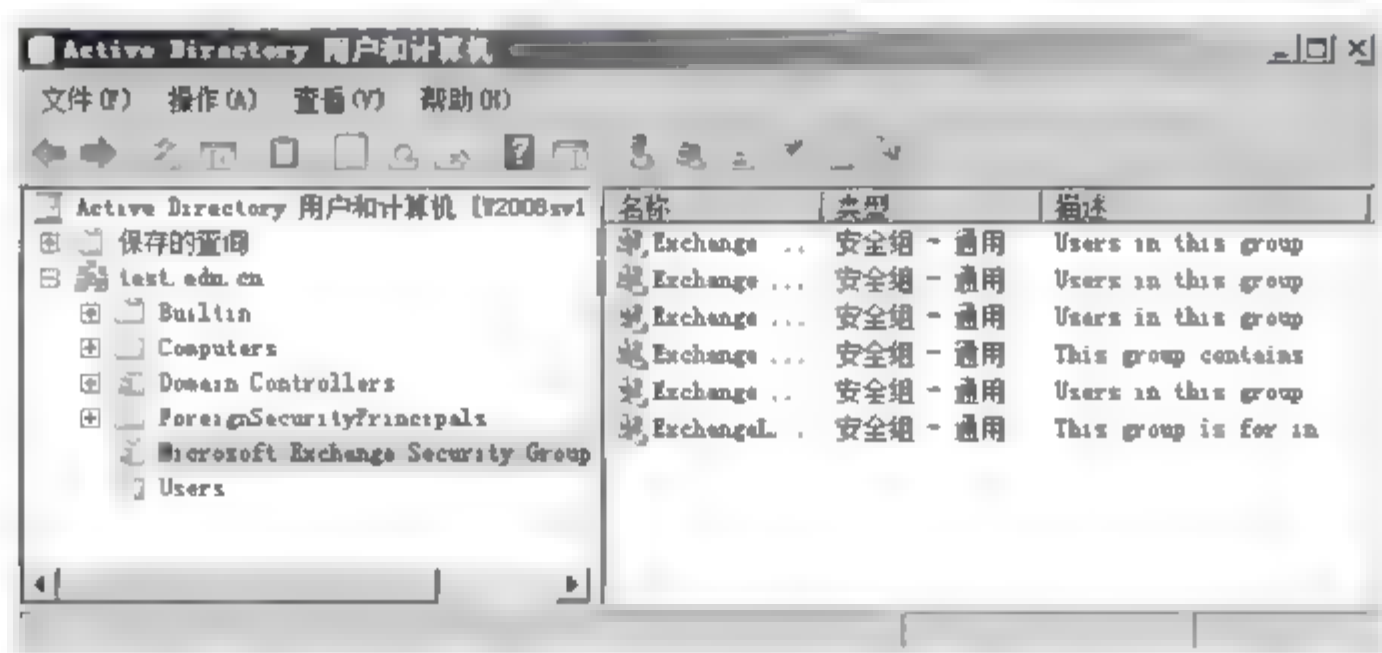 Active Directory 用户和计算机
文件(F) 操作(A) 查看(V) 帮助(H)
Active Directory 用户和计算机 [W2008sv1
保存的查询
test.edu.cn
Builtin
Computers
Domain Controllers
ForeignSecurityPrincipals
Microsoft Exchange Security Group
Users
名称 类型 描述
Exchange ... 安全组 - 通用 Users in this group
Exchange ... 安全组 - 通用 Users in this group
Exchange ... 安全组 - 通用 Users in this group
Exchange ... 安全组 - 通用 This group contains
Exchange ... 安全组 - 通用 Users in this group
ExchangeL... 安全组 - 通用 This group is for in